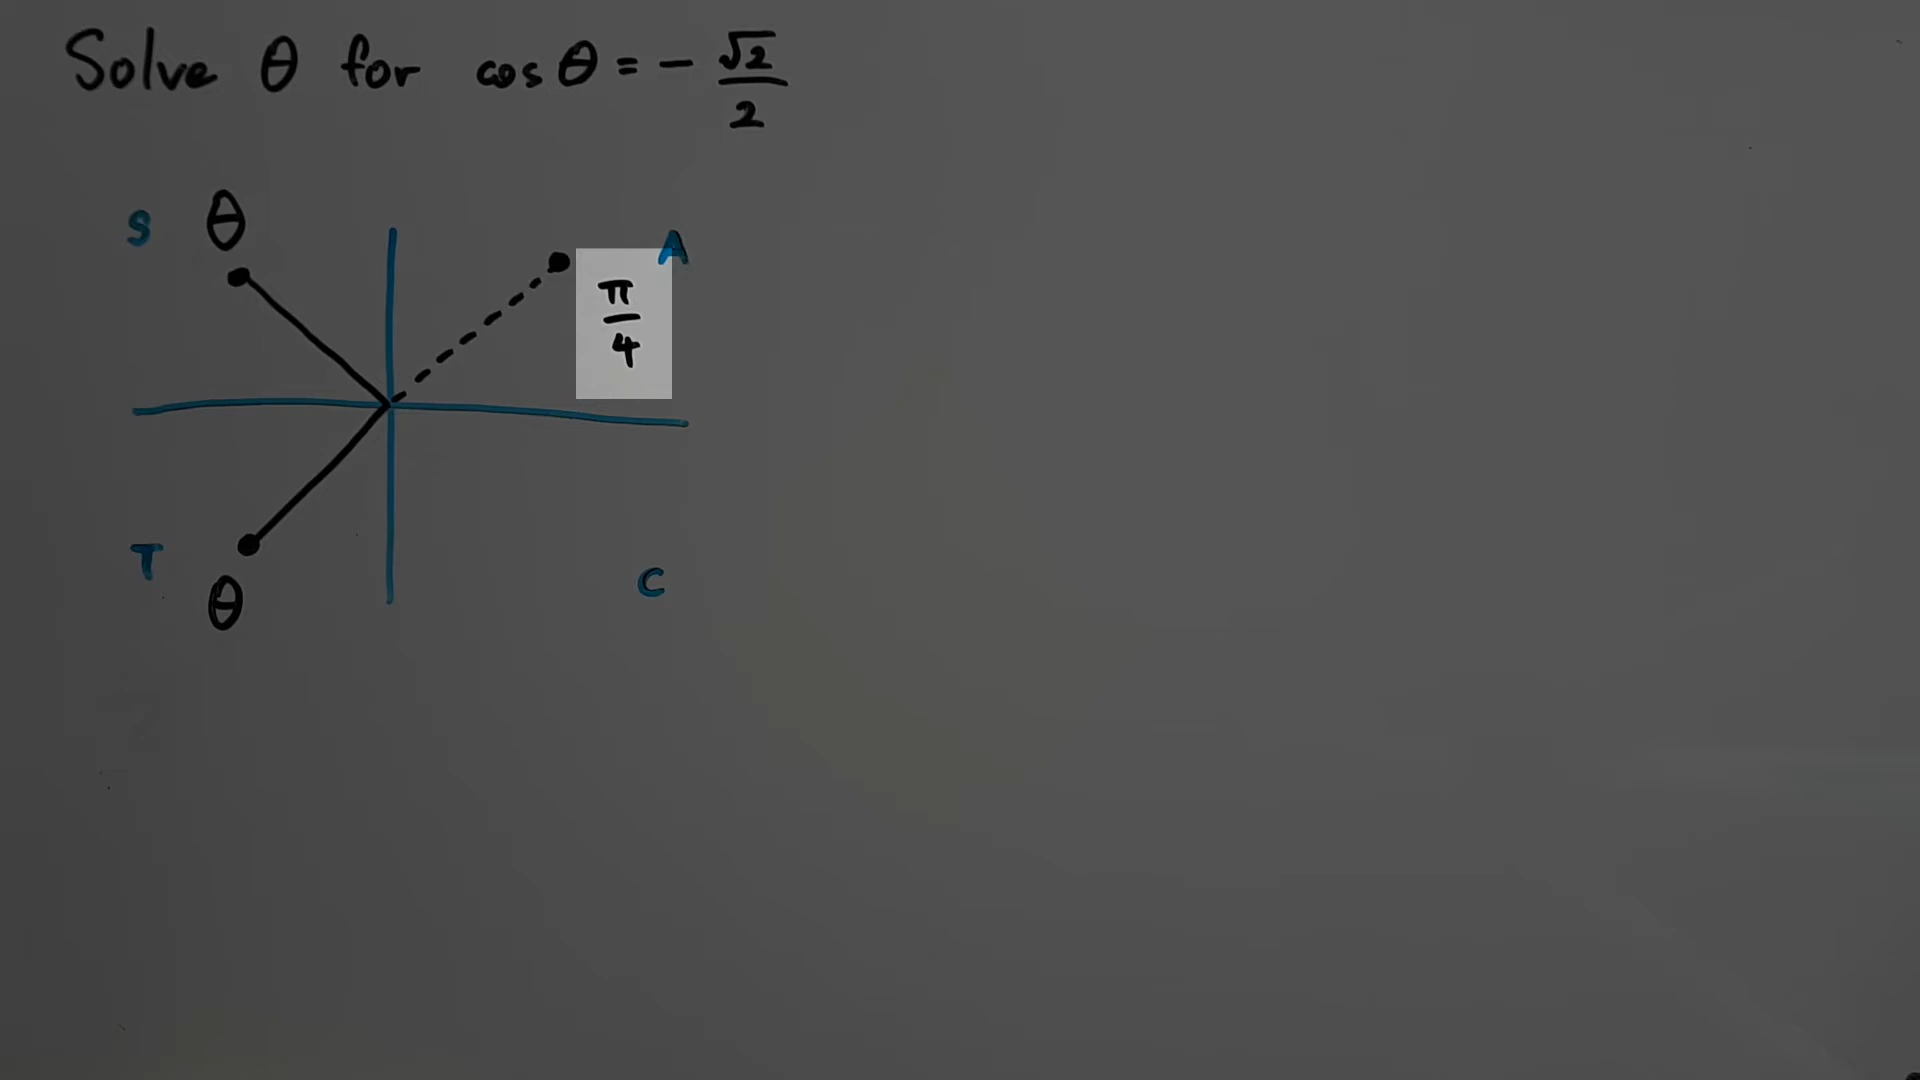 Solve θ for cos θ = - √2/2
S θ A
π/4
T θ C